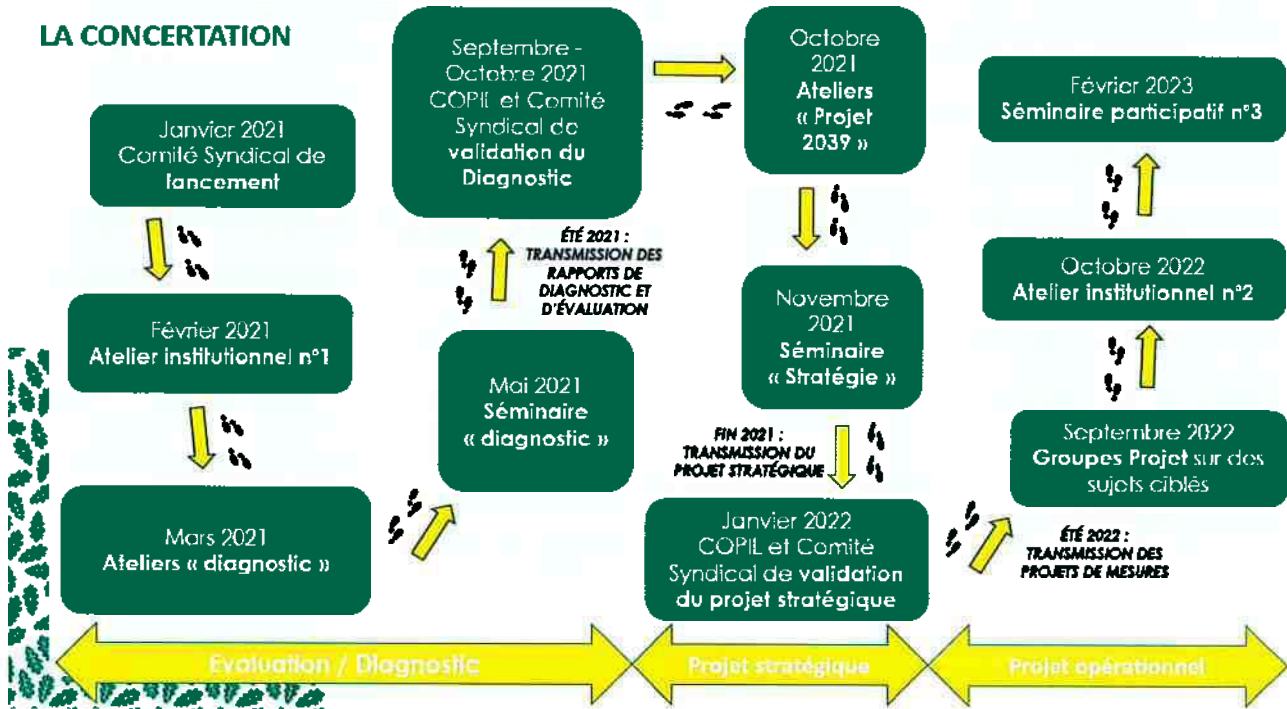 LA CONCERTATION
Janvier 2021
Comité Syndical de
lancement
Février 2021
Atelier institutionnel n°1
Mars 2021
Ateliers « diagnostic »
Mai 2021
Séminaire
« diagnostic »
ÉTÉ 2021 :
TRANSMISSION DES
RAPPORTS DE
DIAGNOSTIC ET
D'ÉVALUATION
Septembre -
Octobre 2021
COPIL et Comité
Syndical de
validation du
Diagnostic
Octobre
2021
Ateliers
« Projet
2039 »
Novembre
2021
Séminaire
« Stratégie »
FIN 2021 :
TRANSMISSION DU
PROJET STRATÉGIQUE
Janvier 2022
COPIL et Comité
Syndical de validation
du projet stratégique
ÉTÉ 2022 :
TRANSMISSION DES
PROJETS DE MESURES
Septembre 2022
Groupes Projet sur des
sujets ciblés
Octobre 2022
Atelier institutionnel n°2
Février 2023
Séminaire participatif n°3
Evaluation / Diagnostic
Projet stratégique
Projet opérationnel